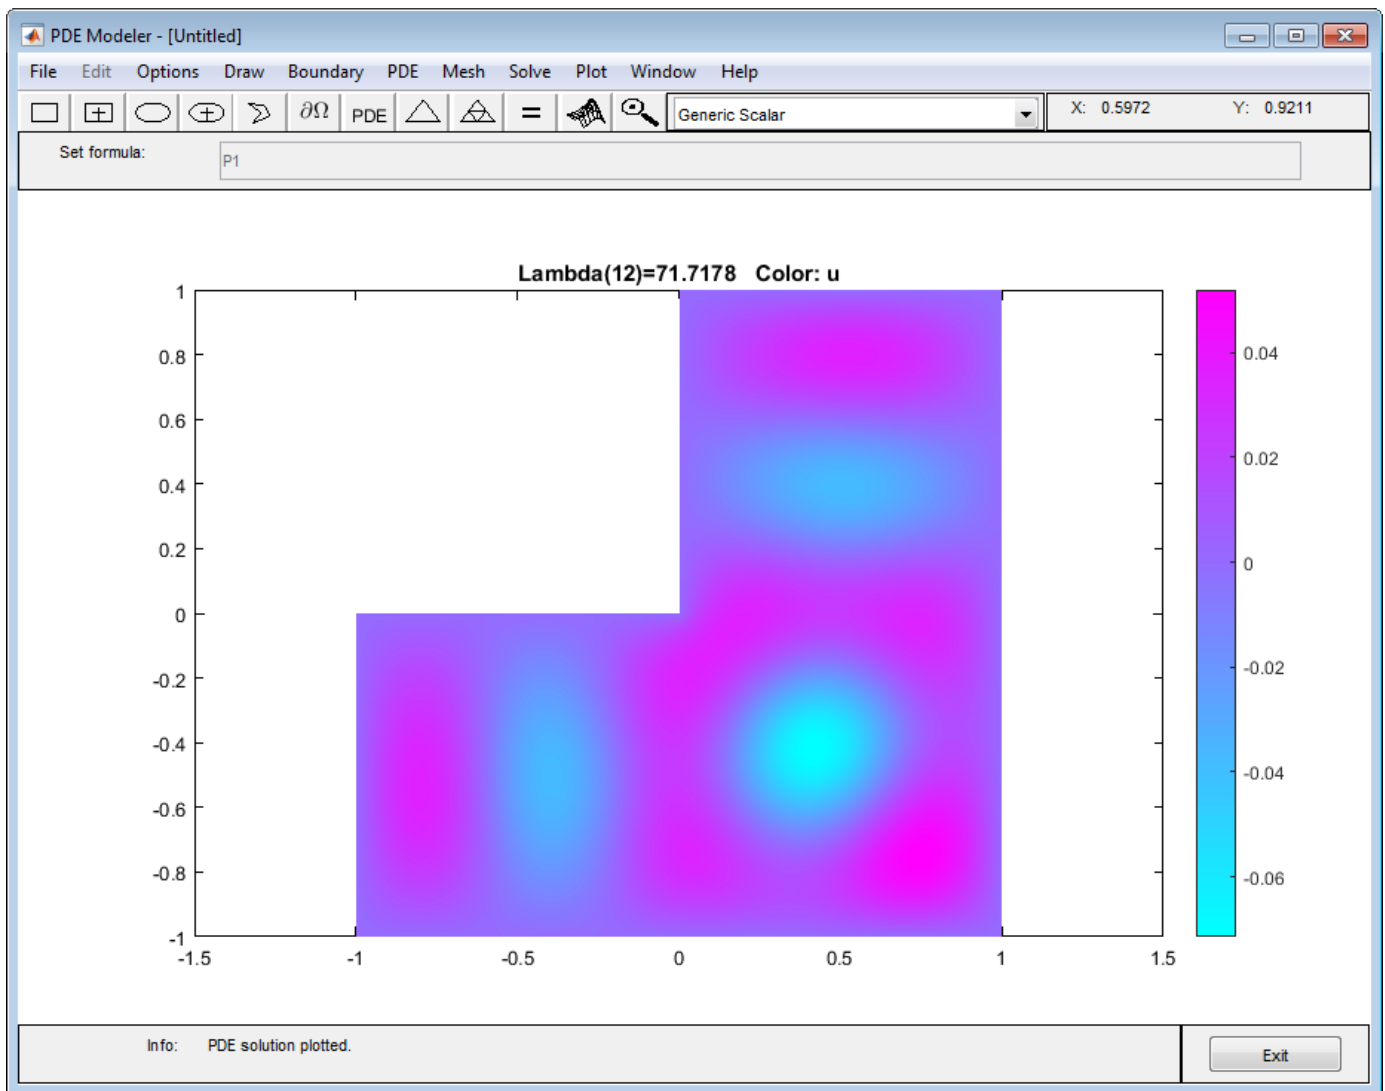 PDE Modeler - [Untitled]
File Edit Options Draw Boundary PDE Mesh Solve Plot Window Help
∂Ω PDE = Generic Scalar X: 0.5972 Y: 0.9211
Set formula: P1
Lambda(12)=71.7178 Color: u
1
0.8
0.6
0.4
0.2
0
-0.2
-0.4
-0.6
-0.8
-1
-1.5 -1 -0.5 0 0.5 1 1.5
0.04
0.02
0
-0.02
-0.04
-0.06
Info: PDE solution plotted. Exit